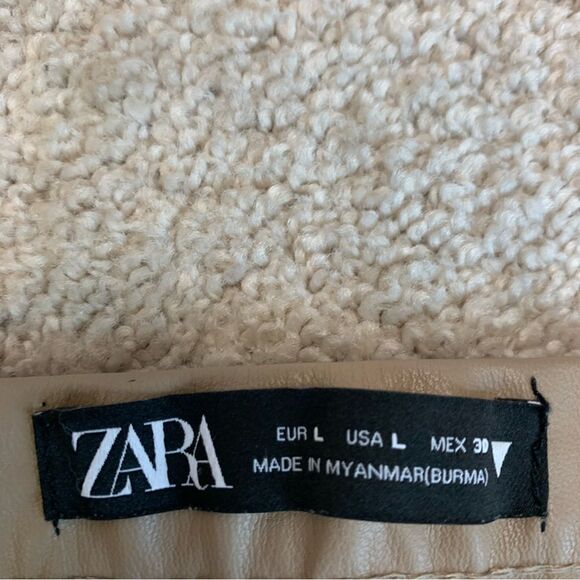 ZARA
EUR L USA L MEX 30
MADE IN MYANMAR(BURMA)